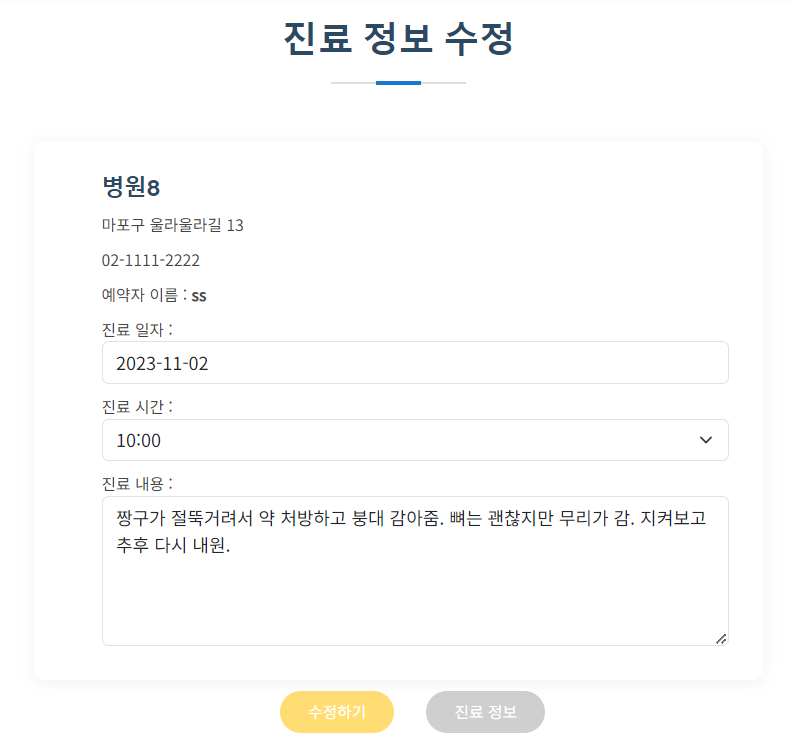 진료 정보 수정
병원8
마포구 울라울라길 13
02-1111-2222
예약자 이름 : ss
진료 일자 :
2023-11-02
진료 시간 :
10:00
진료 내용 :
짱구가 절뚝거려서 약 처방하고 붕대 감아줌. 뼈는 괜찮지만 무리가 감. 지켜보고
추후 다시 내원.
수정하기 진료 정보